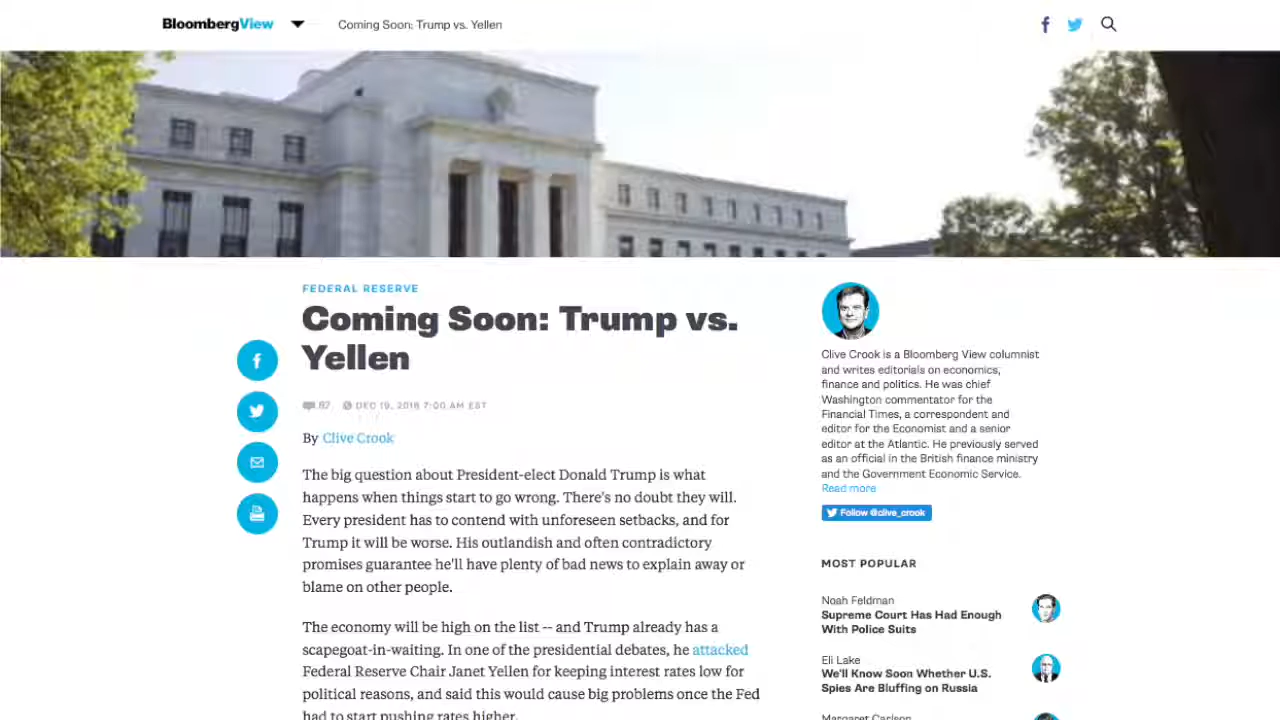 BloombergView
Coming Soon: Trump vs. Yellen
FEDERAL RESERVE
Coming Soon: Trump vs.
Yellen
82 DEC 19, 2016 7:00 AM EST
By Clive Crook
The big question about President-elect Donald Trump is what
happens when things start to go wrong. There's no doubt they will.
Every president has to contend with unforeseen setbacks, and for
Trump it will be worse. His outlandish and often contradictory
promises guarantee he'll have plenty of bad news to explain away or
blame on other people.
The economy will be high on the list -- and Trump already has a
scapegoat-in-waiting. In one of the presidential debates, he attacked
Federal Reserve Chair Janet Yellen for keeping interest rates low for
political reasons, and said this would cause big problems once the Fed
had to start pushing rates higher.
Clive Crook is a Bloomberg View columnist
and writes editorials on economics,
finance and politics. He was chief
Washington commentator for the
Financial Times, a correspondent and
editor for the Economist and a senior
editor at the Atlantic. He previously served
as an official in the British finance ministry
and the Government Economic Service.
Read more
Follow @clive_crook
MOST POPULAR
Noah Feldman
Supreme Court Has Had Enough
With Police Suits
Eli Lake
We'll Know Soon Whether U.S.
Spies Are Bluffing on Russia
Margaret Carlson